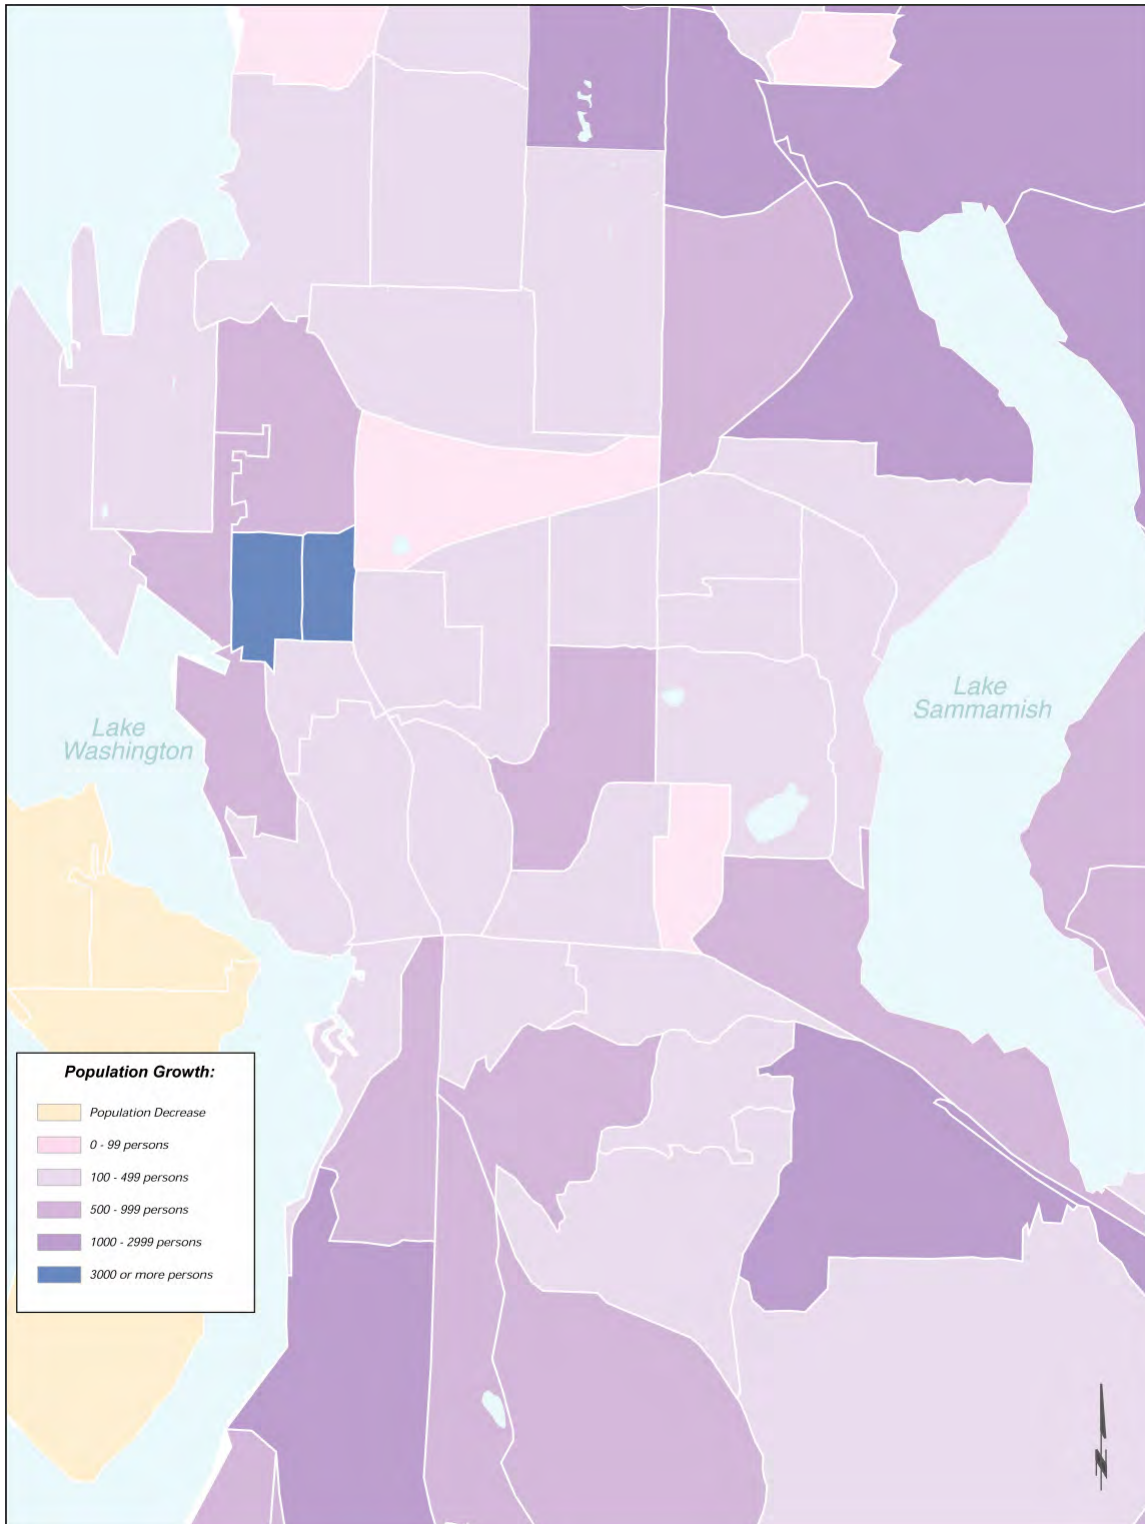 Lake
Sammamish
Lake
Washington
Population Growth:
Population Decrease
0 - 99 persons
100 - 499 persons
500 - 999 persons
1000 - 2999 persons
3000 or more persons
N